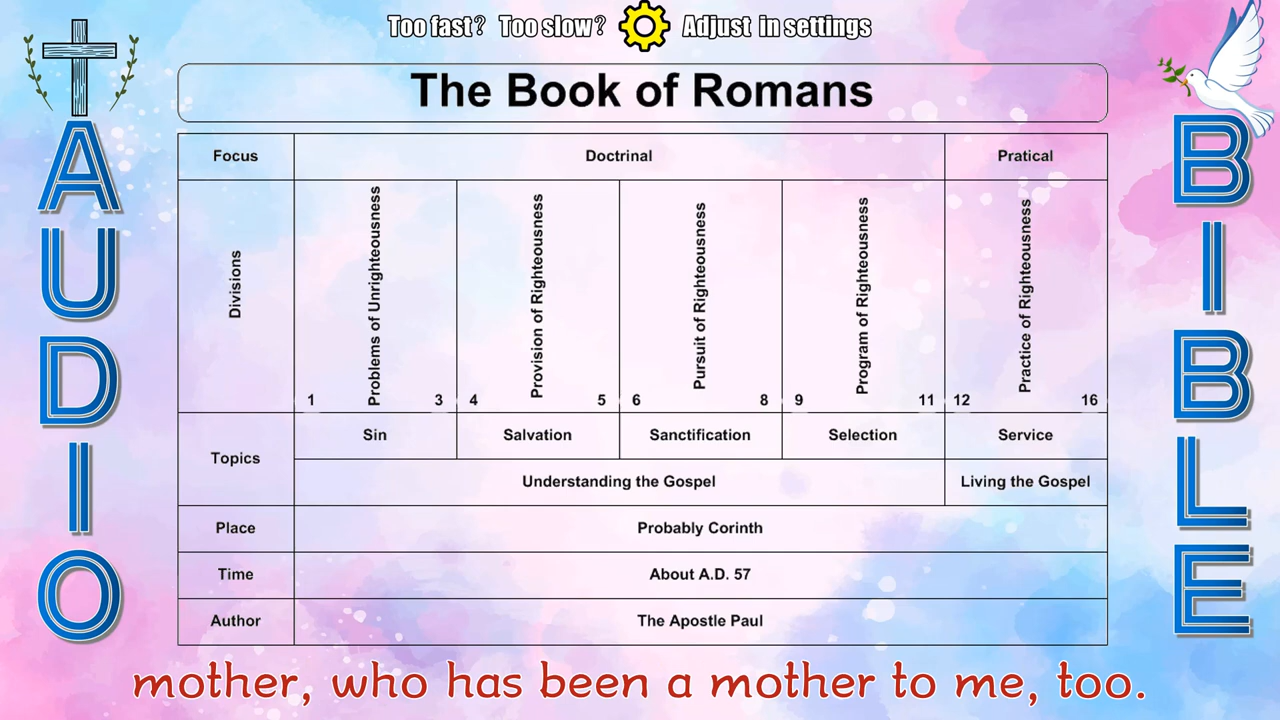 Too fast? Too slow? Adjust in settings
AUDIO
BIBLE
The Book of Romans
Focus Doctrinal Pratical
Divisions
Problems of Unrighteousness
1 3
Provision of Righteousness
4 5
Pursuit of Righteousness
6 8
Program of Righteousness
9 11
Practice of Righteousness
12 16
Topics
Sin Salvation Sanctification Selection Service
Understanding the Gospel Living the Gospel
Place Probably Corinth
Time About A.D. 57
Author The Apostle Paul
mother, who has been a mother to me, too.